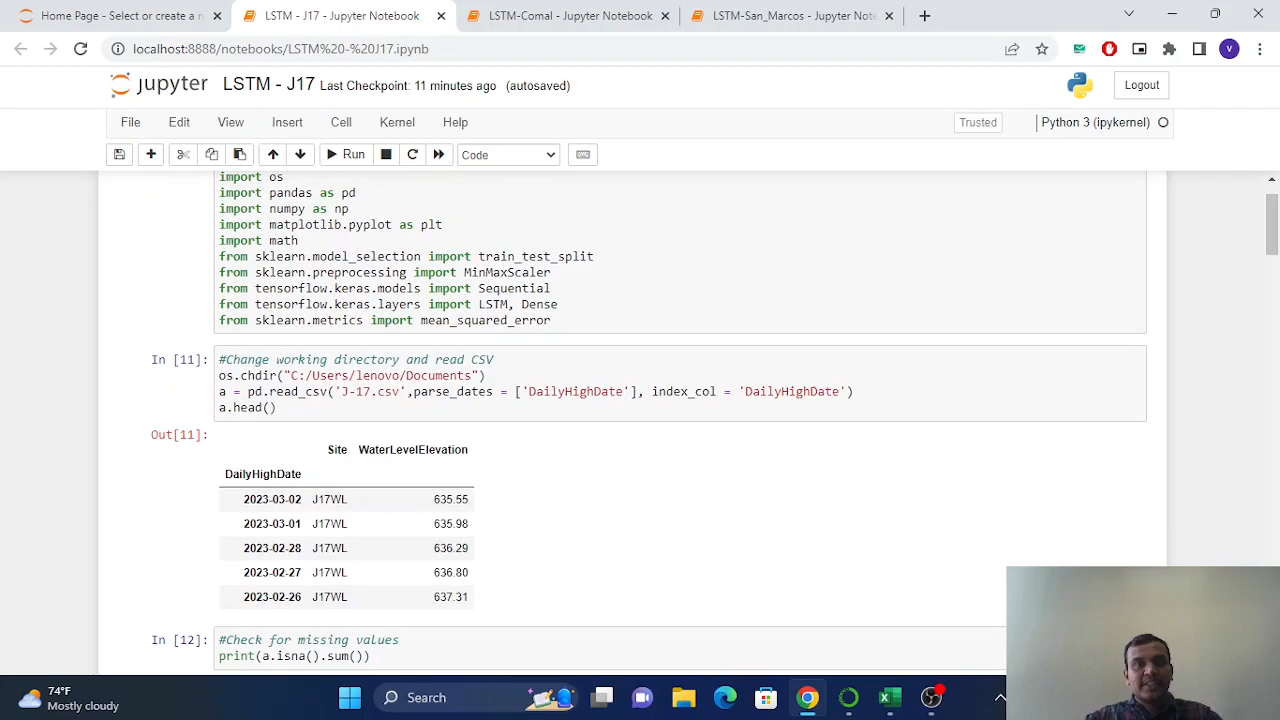 Home Page - Select or create a n
LSTM - J17 - Jupyter Notebook
LSTM-Comal - Jupyter Notebook
LSTM-San_Marcos - Jupyter Note
localhost:8888/notebooks/LSTM%20-%20J17.ipynb
V
jupyter
LSTM - J17 Last Checkpoint: 11 minutes ago (autosaved)
Logout
File Edit View Insert Cell Kernel Help
Trusted
Python 3 (ipykernel)
Run
Code
import os
import pandas as pd
import numpy as np
import matplotlib.pyplot as plt
import math
from sklearn.model_selection import train_test_split
from sklearn.preprocessing import MinMaxScaler
from tensorflow.keras.models import Sequential
from tensorflow.keras.layers import LSTM, Dense
from sklearn.metrics import mean_squared_error
In [11]:
#Change working directory and read CSV
os.chdir("C:/Users/lenovo/Documents")
a = pd.read_csv('J-17.csv',parse_dates = ['DailyHighDate'], index_col = 'DailyHighDate')
a.head()
Out[11]:
Site WaterLevelElevation
DailyHighDate
2023-03-02 J17WL 635.55
2023-03-01 J17WL 635.98
2023-02-28 J17WL 636.29
2023-02-27 J17WL 636.80
2023-02-26 J17WL 637.31
In [12]:
#Check for missing values
print(a.isna().sum())
74°F
Mostly cloudy
Search